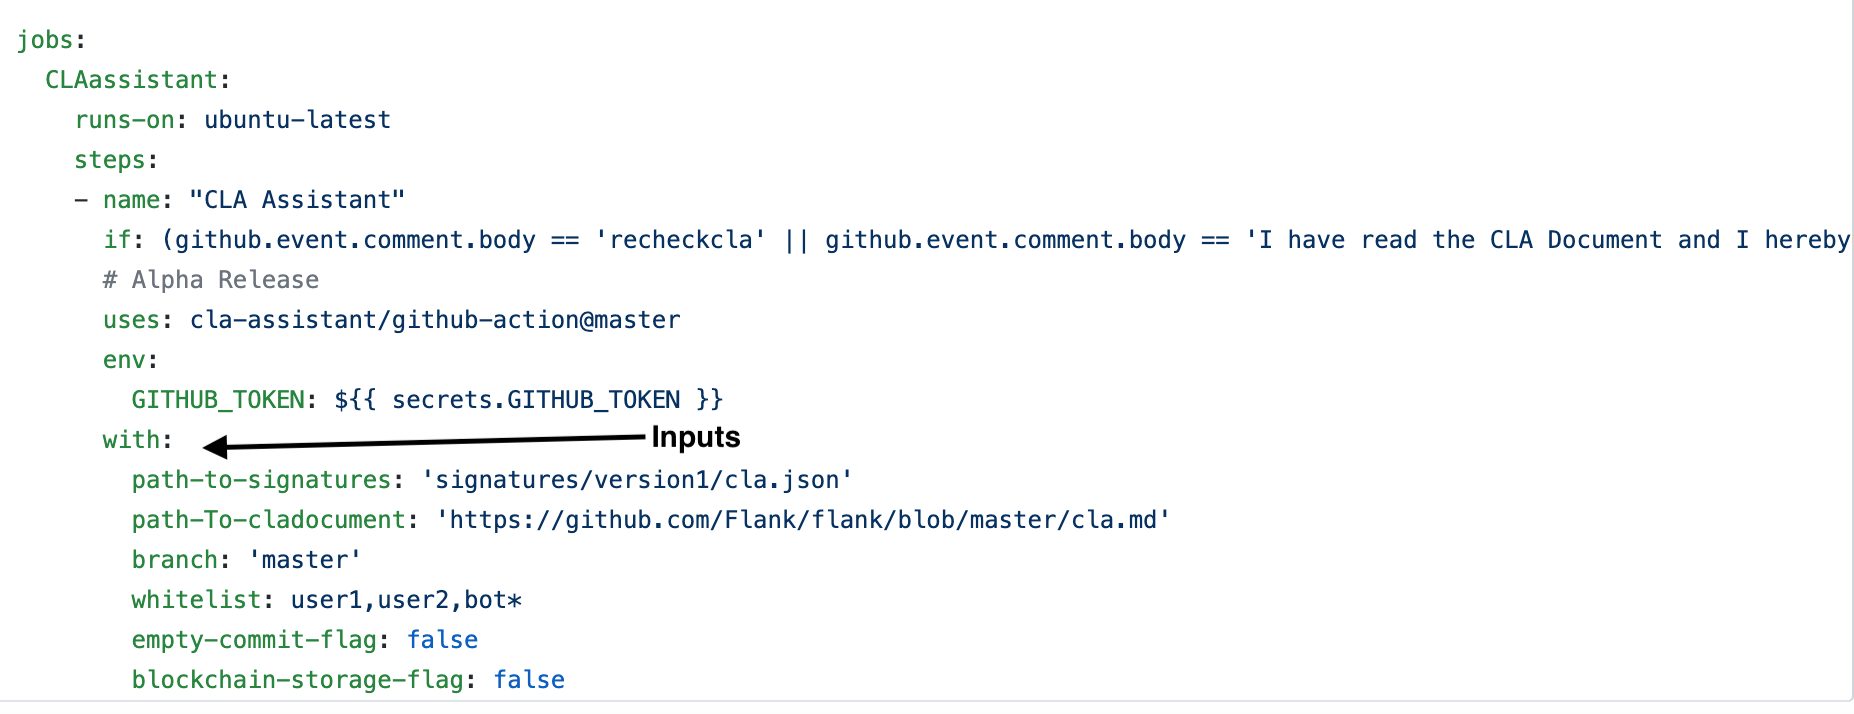 jobs:
  CLAassistant:
    runs-on: ubuntu-latest
    steps:
    - name: "CLA Assistant"
      if: (github.event.comment.body == 'recheckcla' || github.event.comment.body == 'I have read the CLA Document and I hereby
      # Alpha Release
      uses: cla-assistant/github-action@master
      env:
        GITHUB_TOKEN: ${{ secrets.GITHUB_TOKEN }}
      with: Inputs
        path-to-signatures: 'signatures/version1/cla.json'
        path-To-cladocument: 'https://github.com/Flank/flank/blob/master/cla.md'
        branch: 'master'
        whitelist: user1,user2,bot*
        empty-commit-flag: false
        blockchain-storage-flag: false